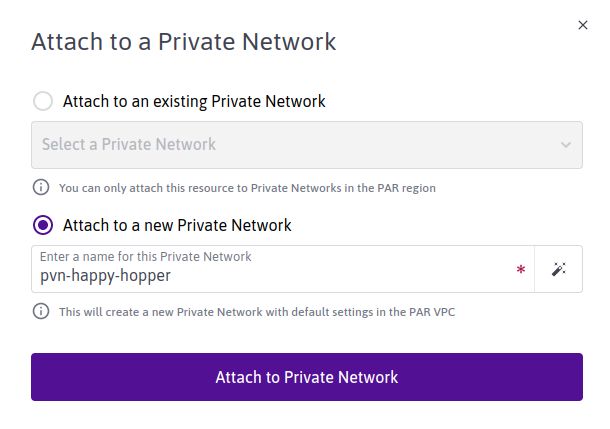 Attach to a Private Network
Attach to an existing Private Network
Select a Private Network
You can only attach this resource to Private Networks in the PAR region
Attach to a new Private Network
Enter a name for this Private Network
pvn-happy-hopper
*
This will create a new Private Network with default settings in the PAR VPC
Attach to Private Network